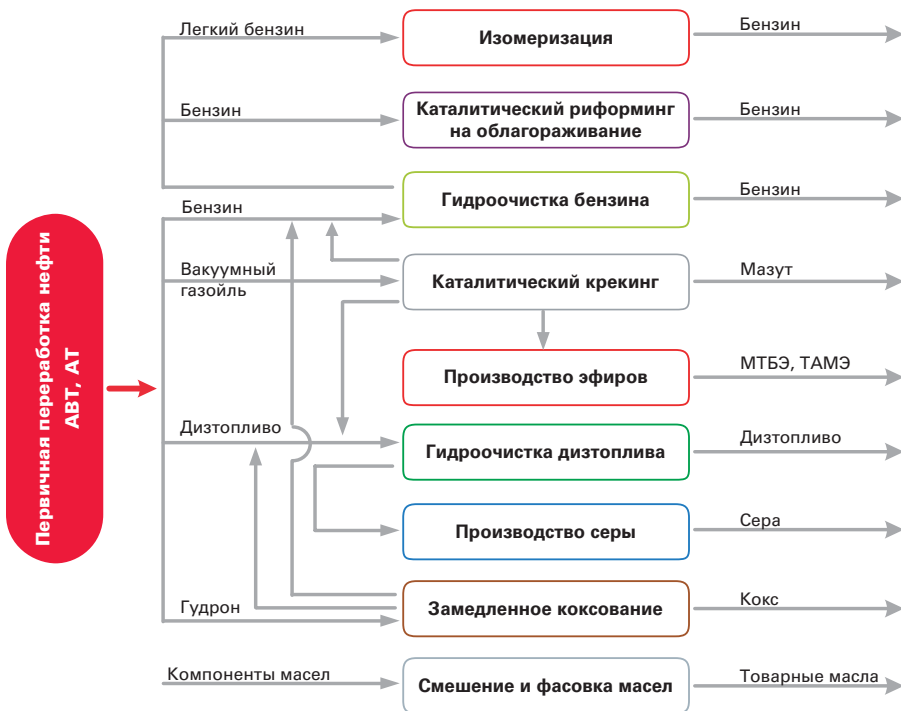 Легкий бензин
Изомеризация
Бензин
Бензин
Каталитический риформинг
на облагораживание
Бензин
Бензин
Гидроочистка бензина
Бензин
Вакуумный
газойль
Каталитический крекинг
Мазут
Первичная переработка нефти
АВТ, АТ
Производство эфиров
МТБЭ, ТАМЭ
Дизтопливо
Гидроочистка дизтоплива
Дизтопливо
Производство серы
Сера
Гудрон
Замедленное коксование
Кокс
Компоненты масел
Смешение и фасовка масел
Товарные масла